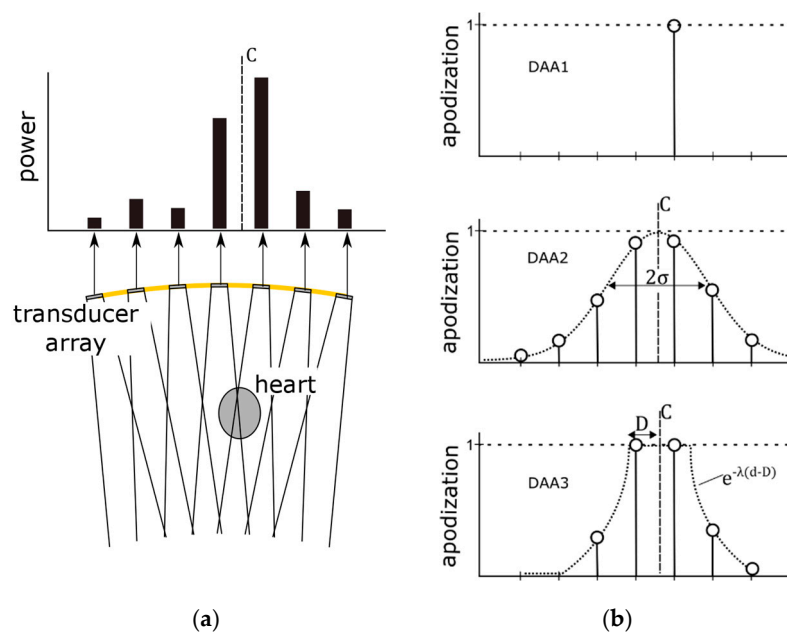 C
power
transducer
array
heart
(a)
1
apodization
DAA1
C
1
apodization
DAA2
2σ
D
C
1
apodization
DAA3
e-λ(d-D)
(b)